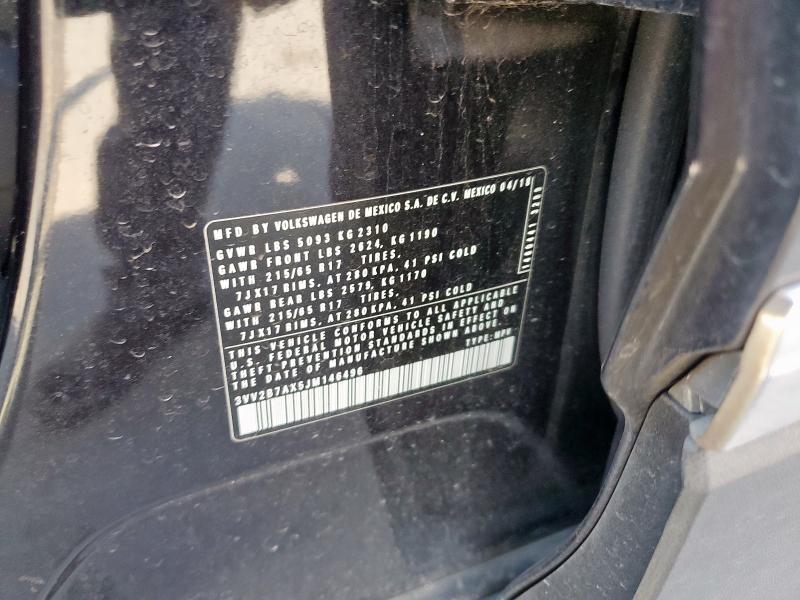 MFD BY VOLKSWAGEN DE MEXICO S.A. DE C.V. MEXICO 04/18
GVWR LBS 5093 KG 2310
GAWR FRONT LBS 2624, KG 1190
WITH 215/65 R17 TIRES,
7JX17 RIMS, AT 280 KPA, 41 PSI COLD
GAWR REAR LBS 2579, KG 1170
WITH 215/65 R17 TIRES,
7JX17 RIMS, AT 280 KPA, 41 PSI COLD
THIS VEHICLE CONFORMS TO ALL APPLICABLE
U.S. FEDERAL MOTOR VEHICLE SAFETY AND
THEFT PREVENTION STANDARDS IN EFFECT ON
THE DATE OF MANUFACTURE SHOWN ABOVE.
3VV2B7AX5JM146496 TYPE: MPV